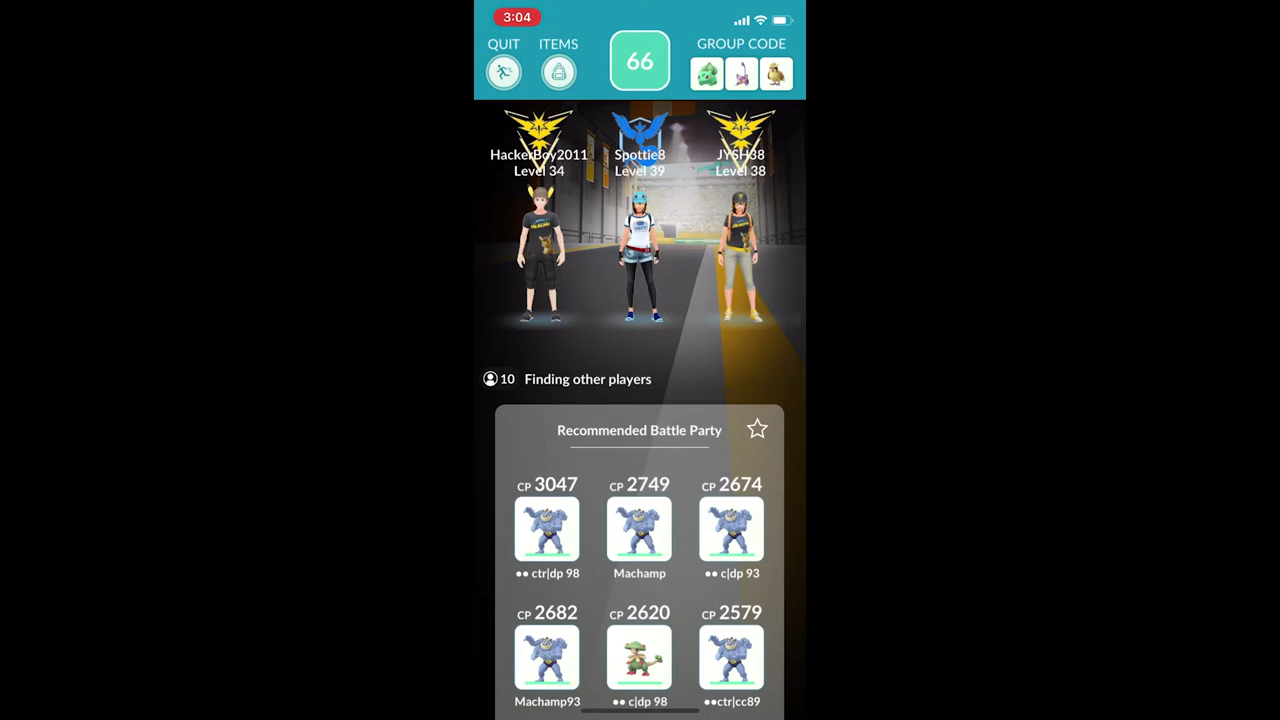 3:04
QUIT
ITEMS
66
GROUP CODE
HackerBoy2011
Level 34
Spottie8
Level 39
JYSH38
Level 38
10 Finding other players
Recommended Battle Party
CP 3047
CP 2749
CP 2674
•• ctr|dp 98
Machamp
•• c|dp 93
CP 2682
CP 2620
CP 2579
Machamp93
•• c|dp 98
••ctr|cc89